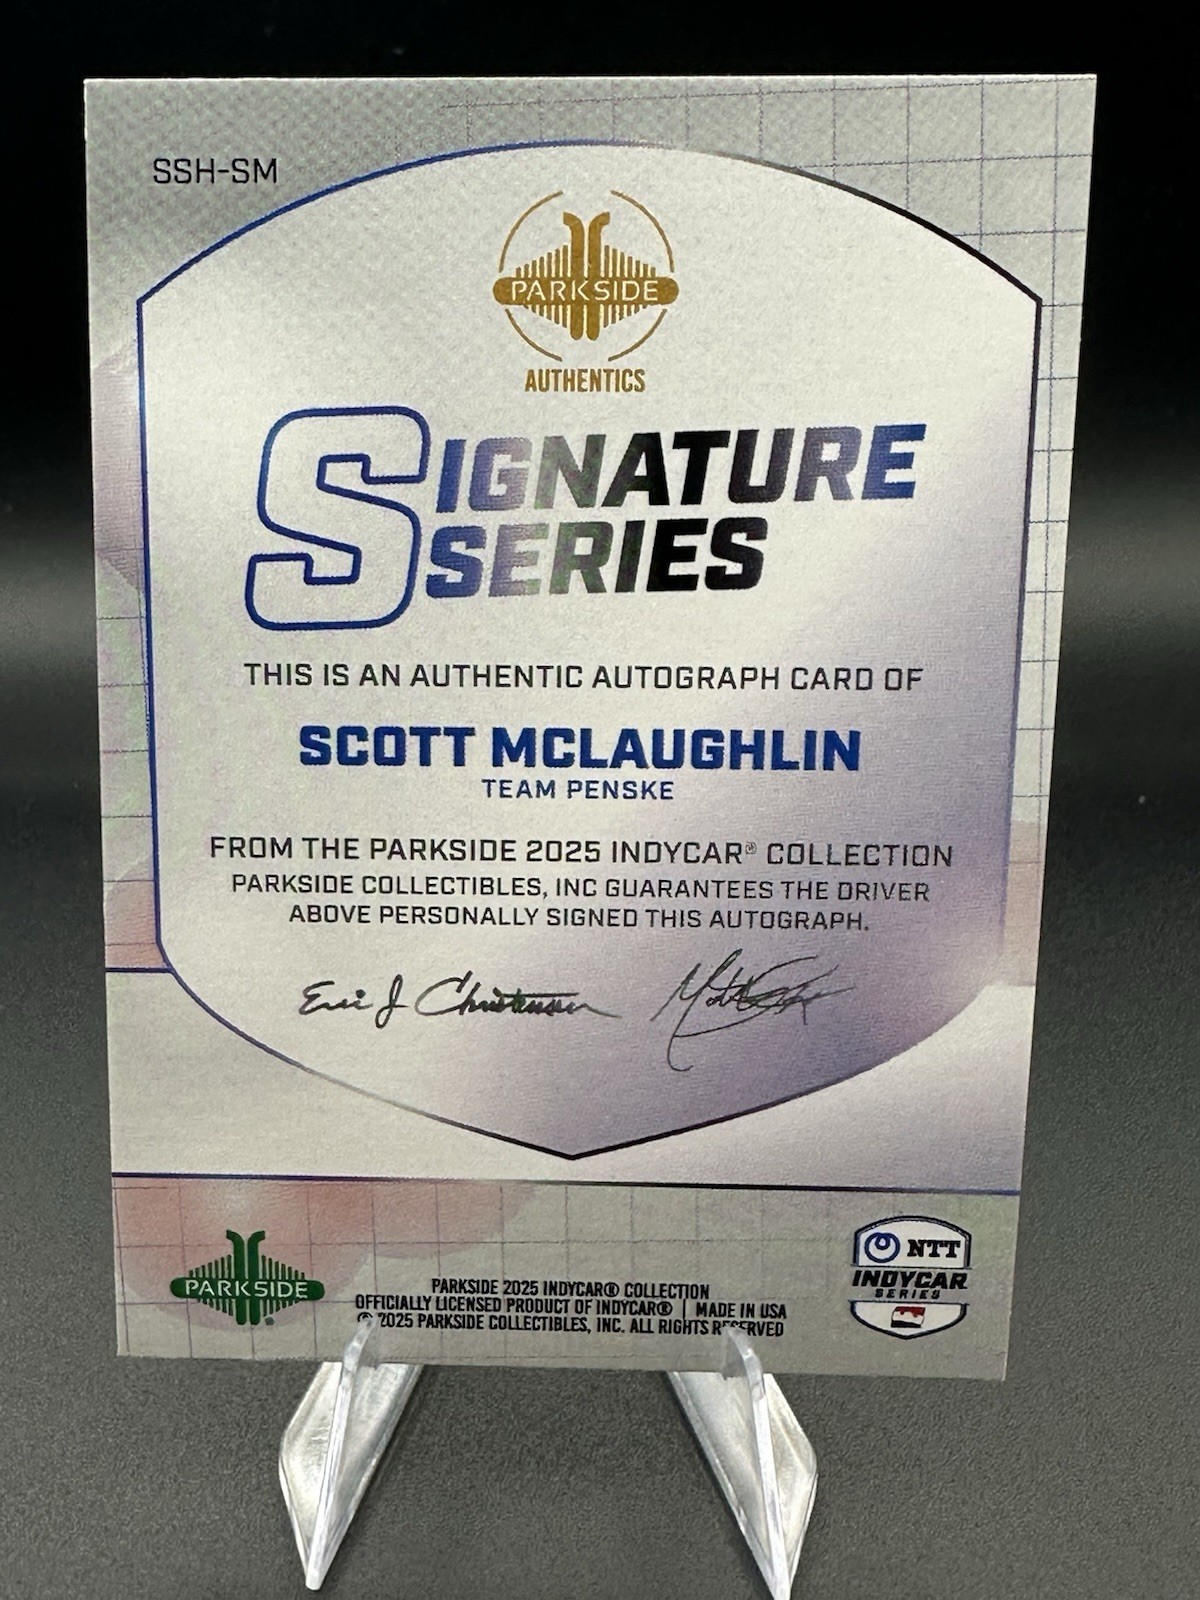 SSH-SM
PARKSIDE
AUTHENTICS
SIGNATURE
SERIES
THIS IS AN AUTHENTIC AUTOGRAPH CARD OF
SCOTT MCLAUGHLIN
TEAM PENSKE
FROM THE PARKSIDE 2025 INDYCAR® COLLECTION
PARKSIDE COLLECTIBLES, INC GUARANTEES THE DRIVER
ABOVE PERSONALLY SIGNED THIS AUTOGRAPH.
Eric J Christensen
PARKSIDE®
PARKSIDE 2025 INDYCAR® COLLECTION
OFFICIALLY LICENSED PRODUCT OF INDYCAR® | MADE IN USA
© 2025 PARKSIDE COLLECTIBLES, INC. ALL RIGHTS RESERVED
NTT
INDYCAR
SERIES